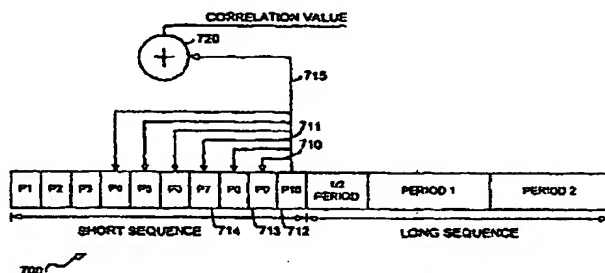 CORRELATION VALUE
720
+
715
711
710
P1 P2 P3 P4 P5 P6 P7 P8 P9 P10 1/2 PERIOD PERIOD 1 PERIOD 2
SHORT SEQUENCE 714 713 712 LONG SEQUENCE
700